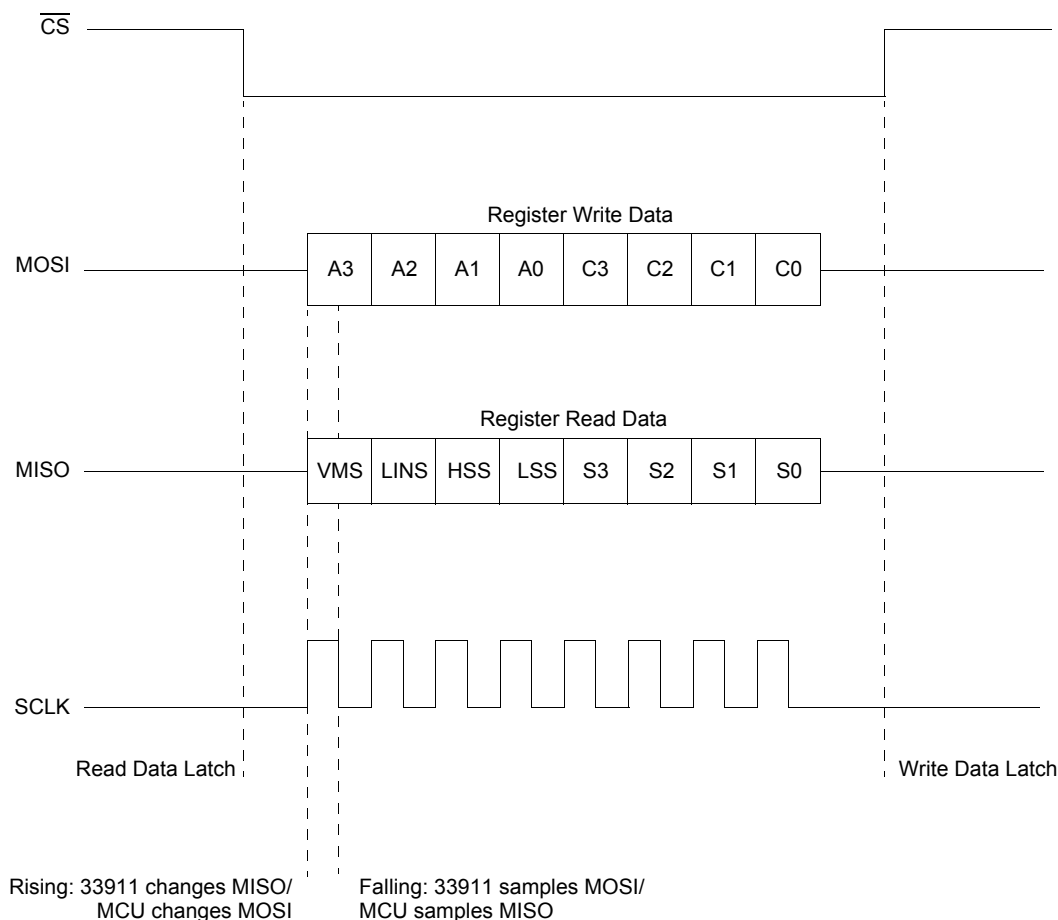 CS
Register Write Data
MOSI A3 A2 A1 A0 C3 C2 C1 C0
Register Read Data
MISO VMS LINS HSS LSS S3 S2 S1 S0
SCLK
Read Data Latch Write Data Latch
Rising: 33911 changes MISO/ Falling: 33911 samples MOSI/
MCU changes MOSI MCU samples MISO